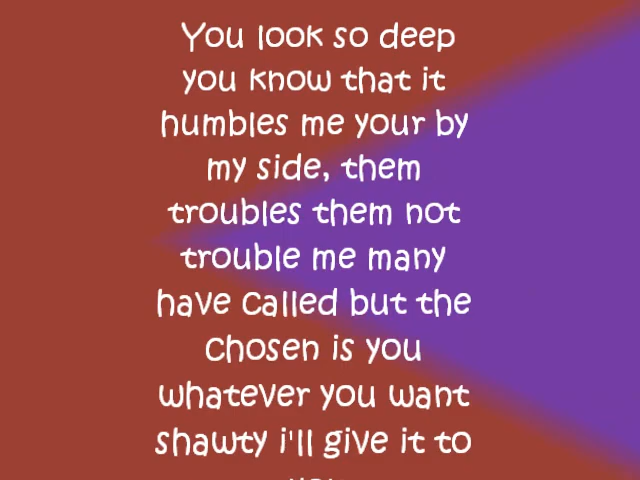 You look so deep
you know that it
humbles me your by
my side, them
troubles them not
trouble me many
have called but the
chosen is you
whatever you want
shawty i'll give it to